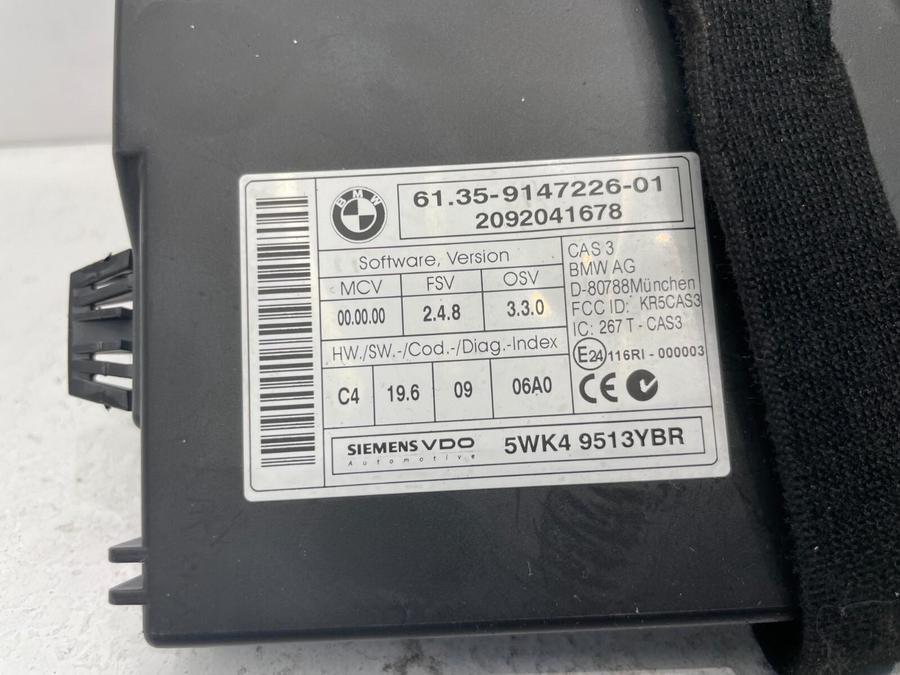 BMW
61.35-9147226-01
2092041678
Software, Version
MCV FSV OSV
00.00.00 2.4.8 3.3.0
HW./SW.-/Cod.-/Diag.-Index
C4 19.6 09 06A0
CAS 3
BMW AG
D-80788München
FCC ID: KR5CAS3
IC: 267 T - CAS3
E24 116RI - 000003
CE
SIEMENS VDO
Automotive
5WK4 9513YBR